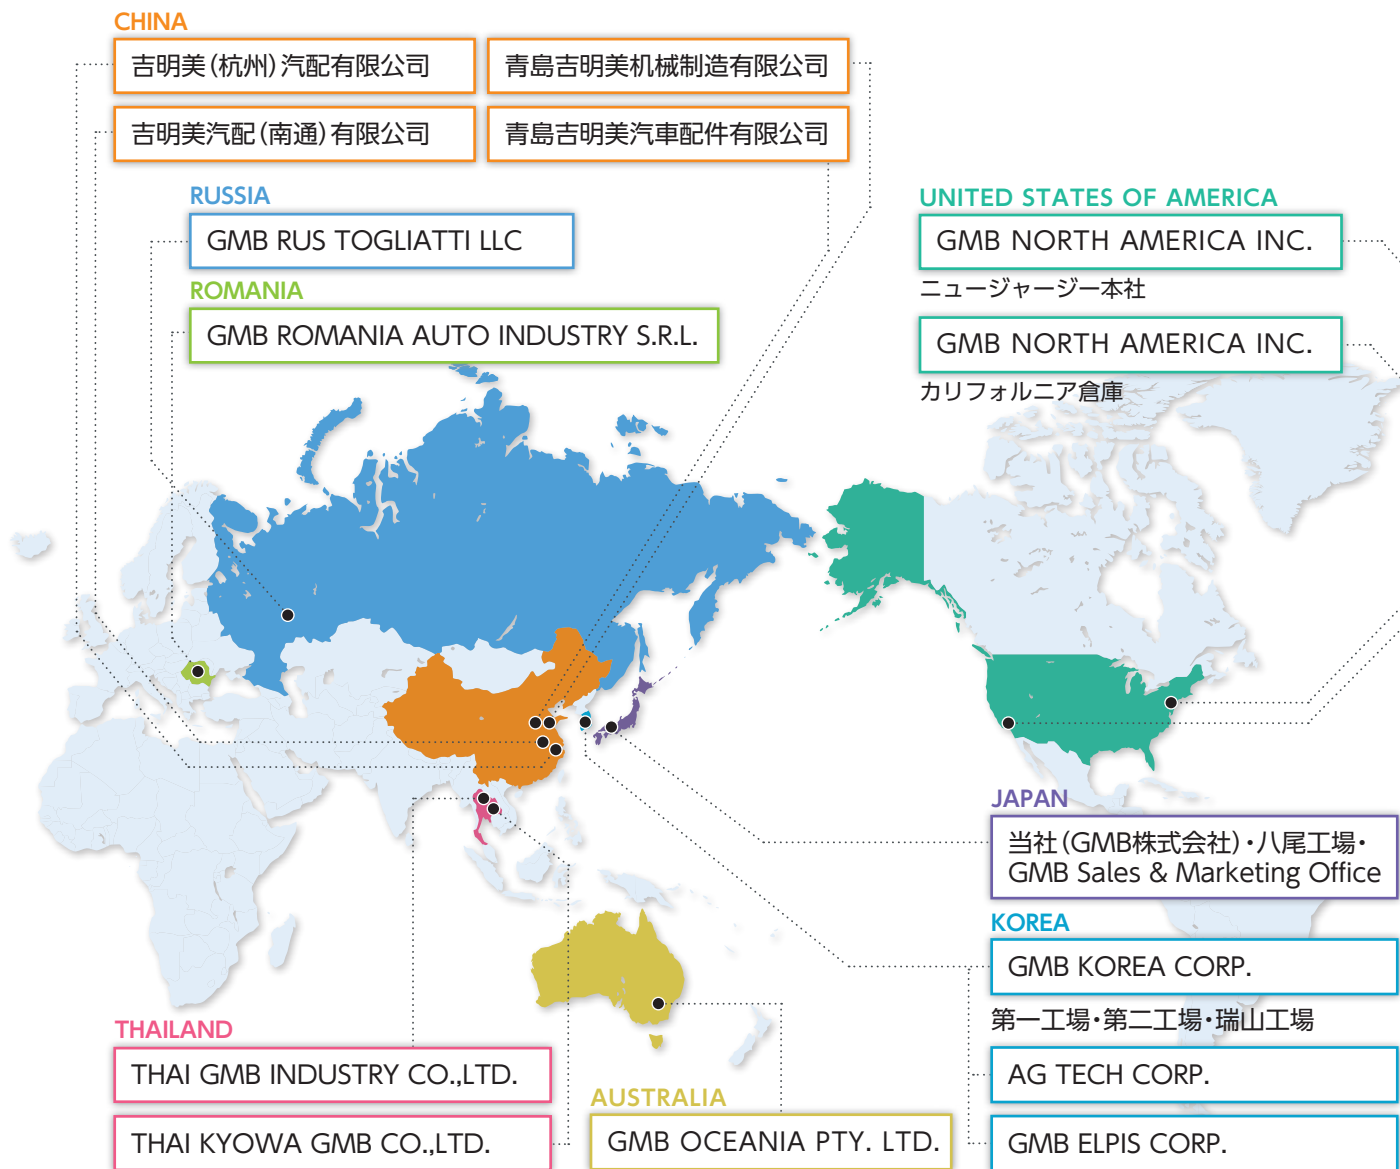 CHINA
吉明美(杭州)汽配有限公司
青島吉明美机械制造有限公司
吉明美汽配(南通)有限公司
青島吉明美汽車配件有限公司
RUSSIA
GMB RUS TOGLIATTI LLC
ROMANIA
GMB ROMANIA AUTO INDUSTRY S.R.L.
UNITED STATES OF AMERICA
GMB NORTH AMERICA INC.
ニュージャージー本社
GMB NORTH AMERICA INC.
カリフォルニア倉庫
JAPAN
当社(GMB株式会社)・八尾工場・
GMB Sales & Marketing Office
KOREA
GMB KOREA CORP.
第一工場・第二工場・瑞山工場
AG TECH CORP.
GMB ELPIS CORP.
THAILAND
THAI GMB INDUSTRY CO.,LTD.
THAI KYOWA GMB CO.,LTD.
AUSTRALIA
GMB OCEANIA PTY. LTD.